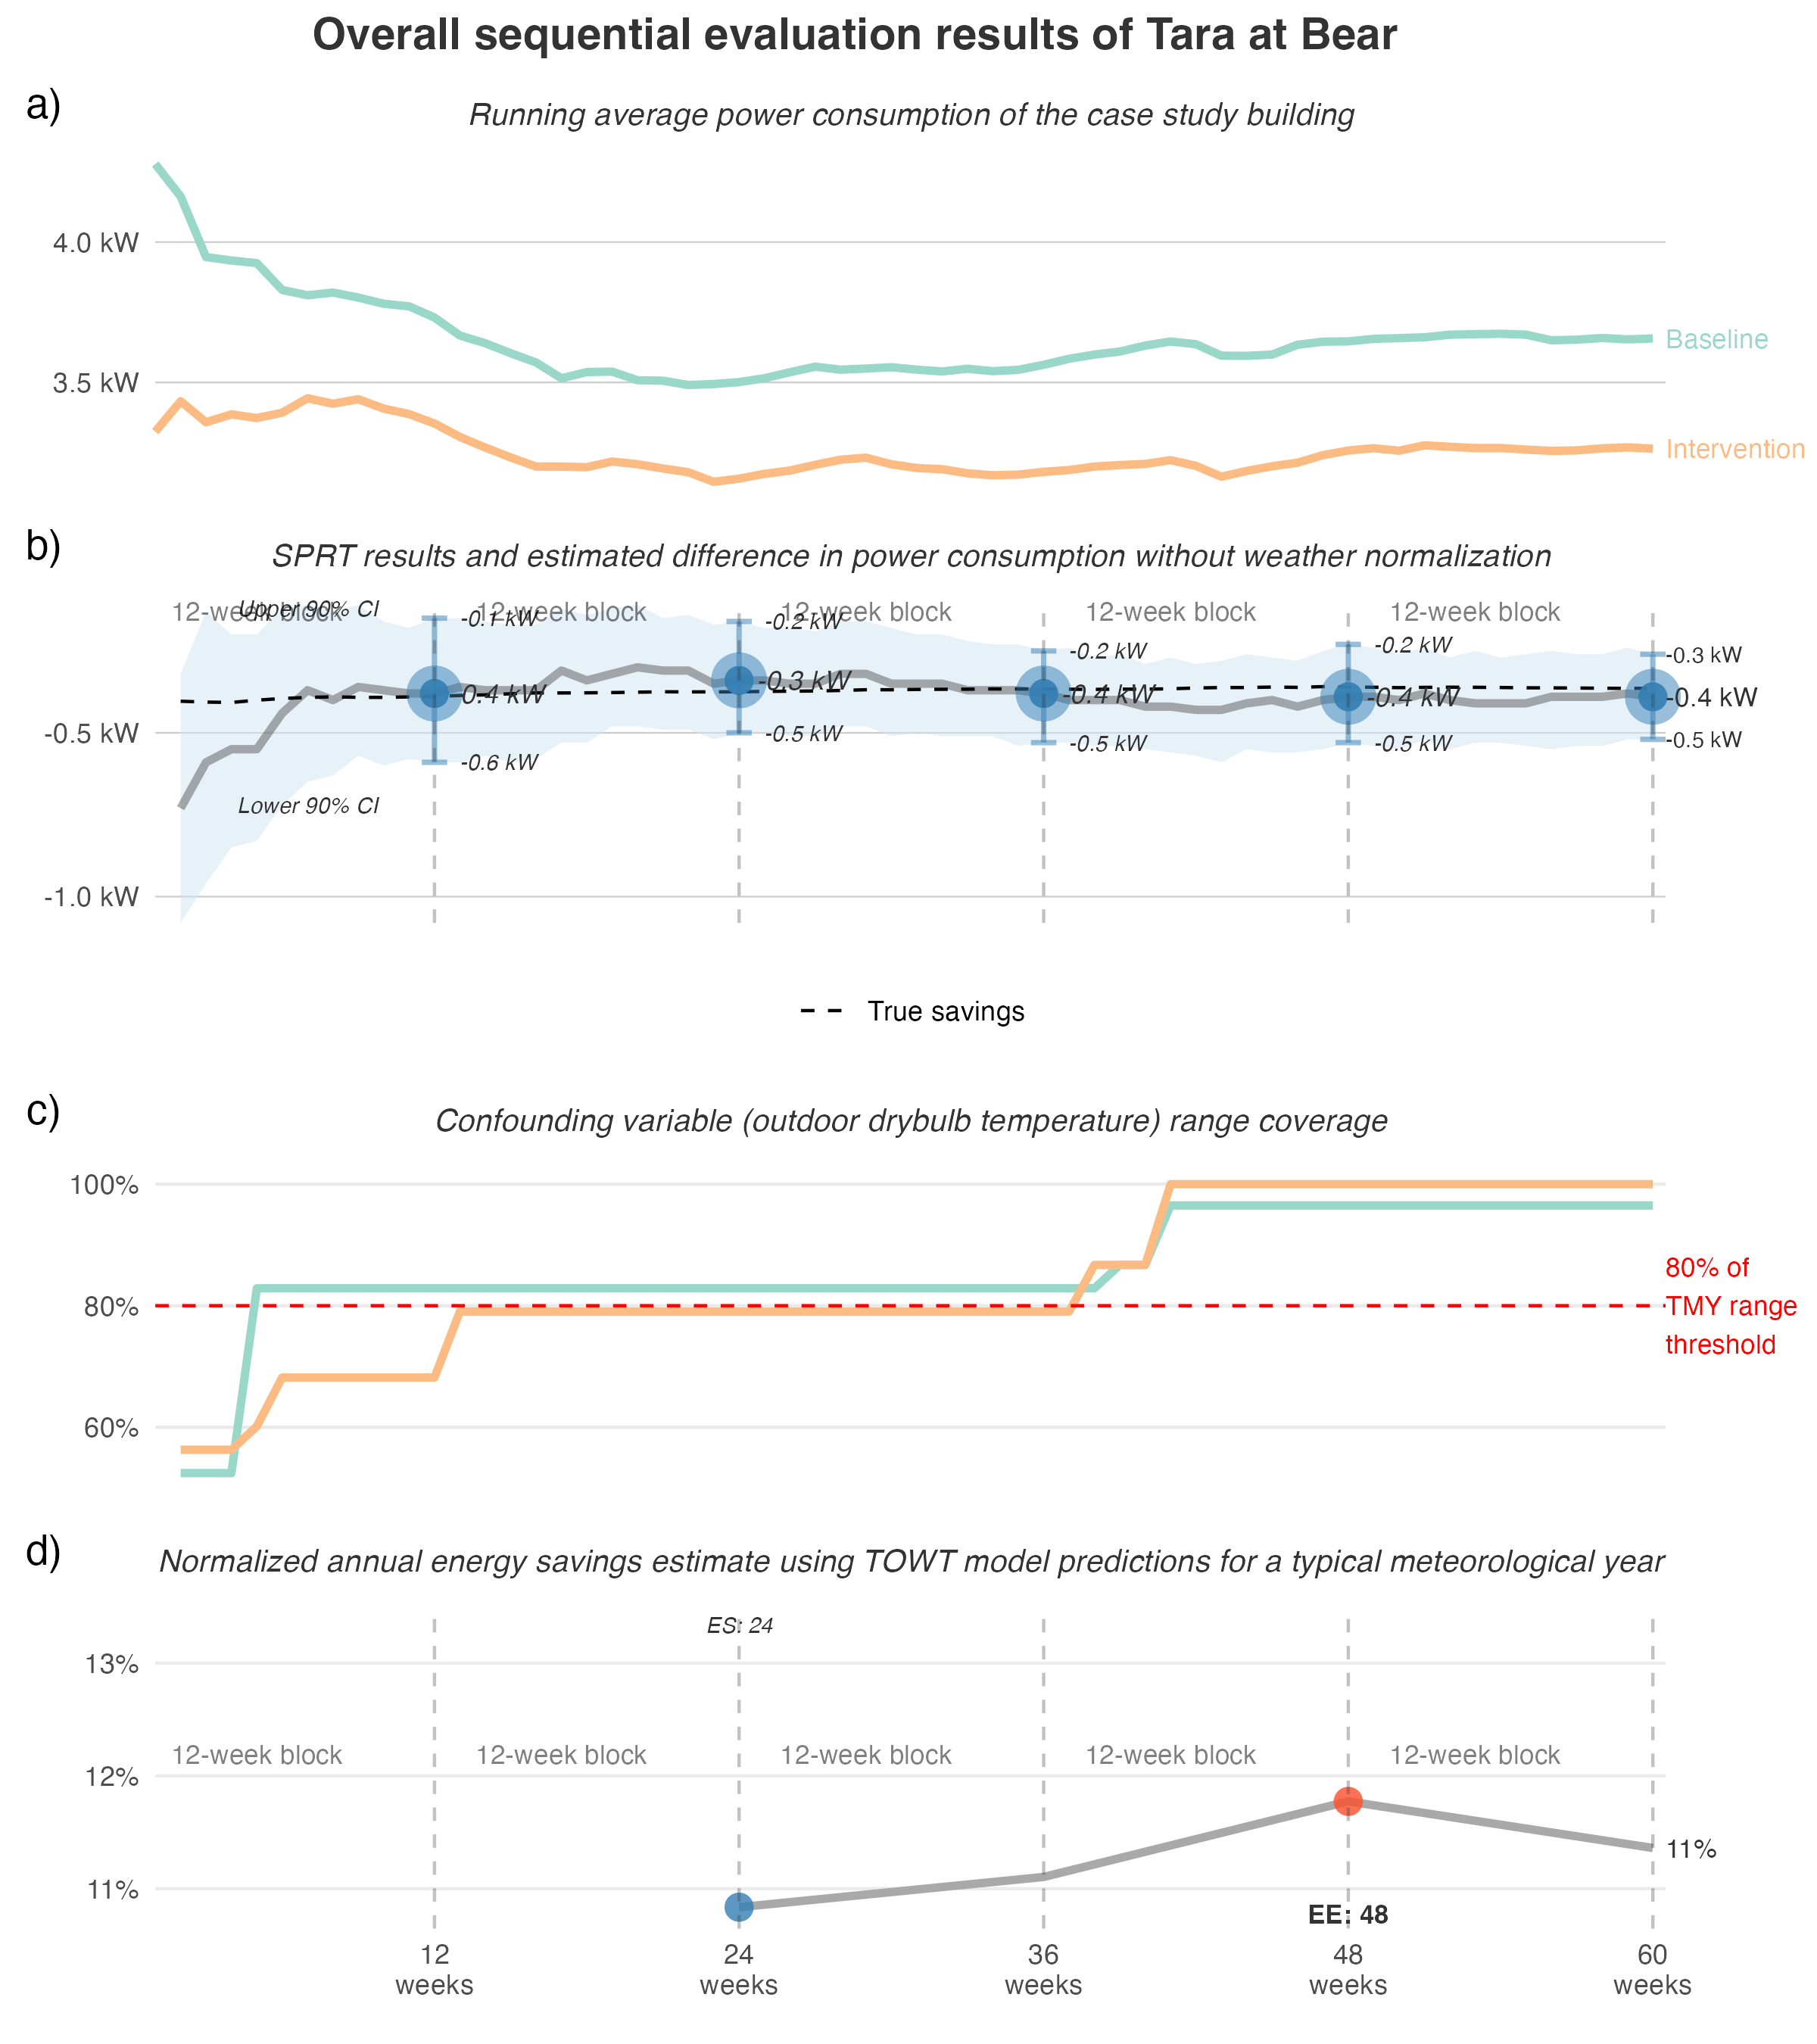 Overall sequential evaluation results of Tara at Bear
a)
Running average power consumption of the case study building
4.0 kW
3.5 kW
Baseline
Intervention
b)
SPRT results and estimated difference in power consumption without weather normalization
12-week block
12-week block
12-week block
12-week block
12-week block
Upper 90% CI
-0.1 kW
-0.2 kW
-0.2 kW
-0.2 kW
-0.3 kW
-0.4 kW
-0.3 kW
-0.4 kW
-0.4 kW
-0.4 kW
-0.5 kW
-0.6 kW
-0.5 kW
-0.5 kW
-0.5 kW
-0.5 kW
Lower 90% CI
-1.0 kW
True savings
c)
Confounding variable (outdoor drybulb temperature) range coverage
100%
80%
60%
80% of
TMY range
threshold
d)
Normalized annual energy savings estimate using TOWT model predictions for a typical meteorological year
ES: 24
13%
12-week block
12-week block
12-week block
12-week block
12-week block
12%
11%
11%
EE: 48
12
weeks
24
weeks
36
weeks
48
weeks
60
weeks